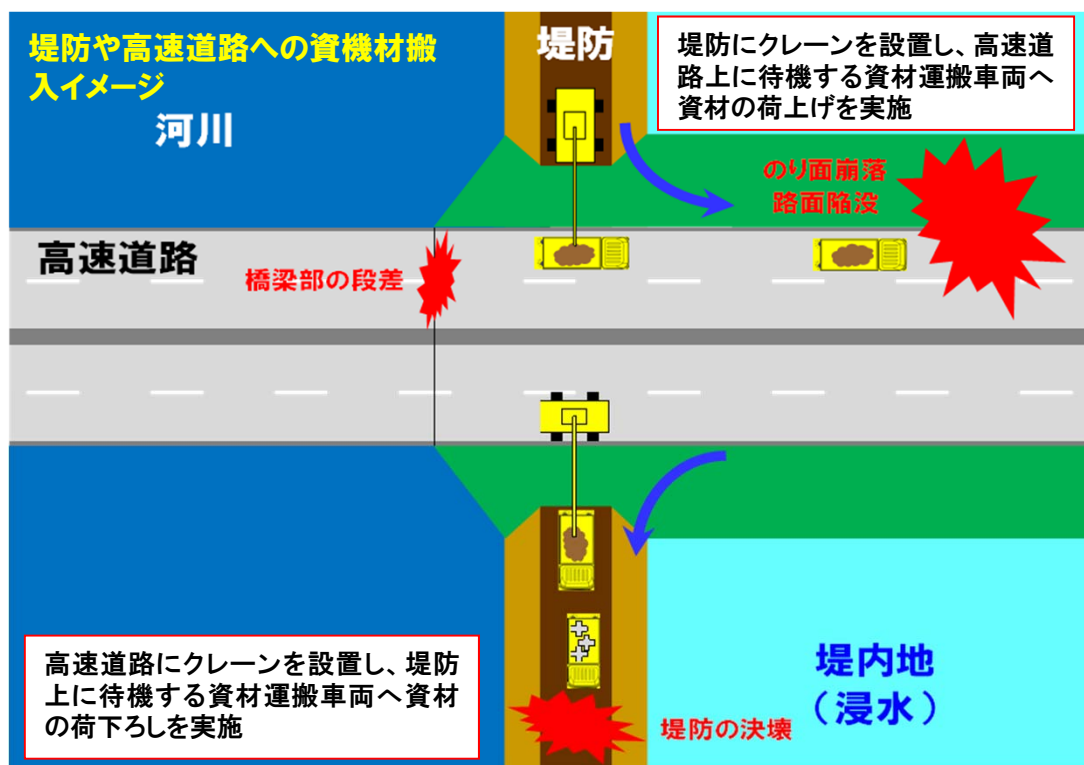 堤防や高速道路への資機材搬
入イメージ
堤防
堤防にクレーンを設置し、高速道
路上に待機する資材運搬車両へ
資材の荷上げを実施
河川
のり面崩落
路面陥没
高速道路
橋梁部の段差
高速道路にクレーンを設置し、堤防
上に待機する資材運搬車両へ資材
の荷下ろしを実施
堤内地
（浸水）
堤防の決壊